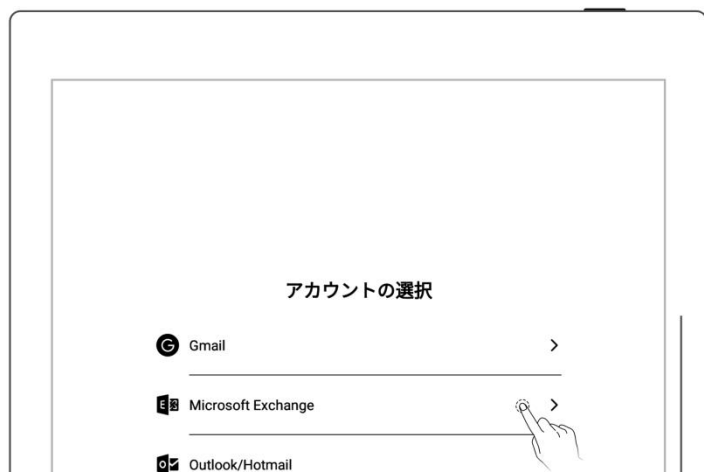 アカウントの選択
Gmail
Microsoft Exchange
Outlook/Hotmail